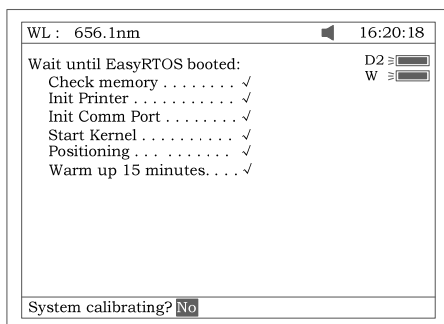 WL: 656.1nm 16:20:18
D2
W
Wait until EasyRTOS booted:
Check memory . . . . . . . . √
Init Printer . . . . . . . . . . . √
Init Comm Port . . . . . . . . √
Start Kernel . . . . . . . . . . √
Positioning . . . . . . . . . . √
Warm up 15 minutes. . . . √
System calibrating? No